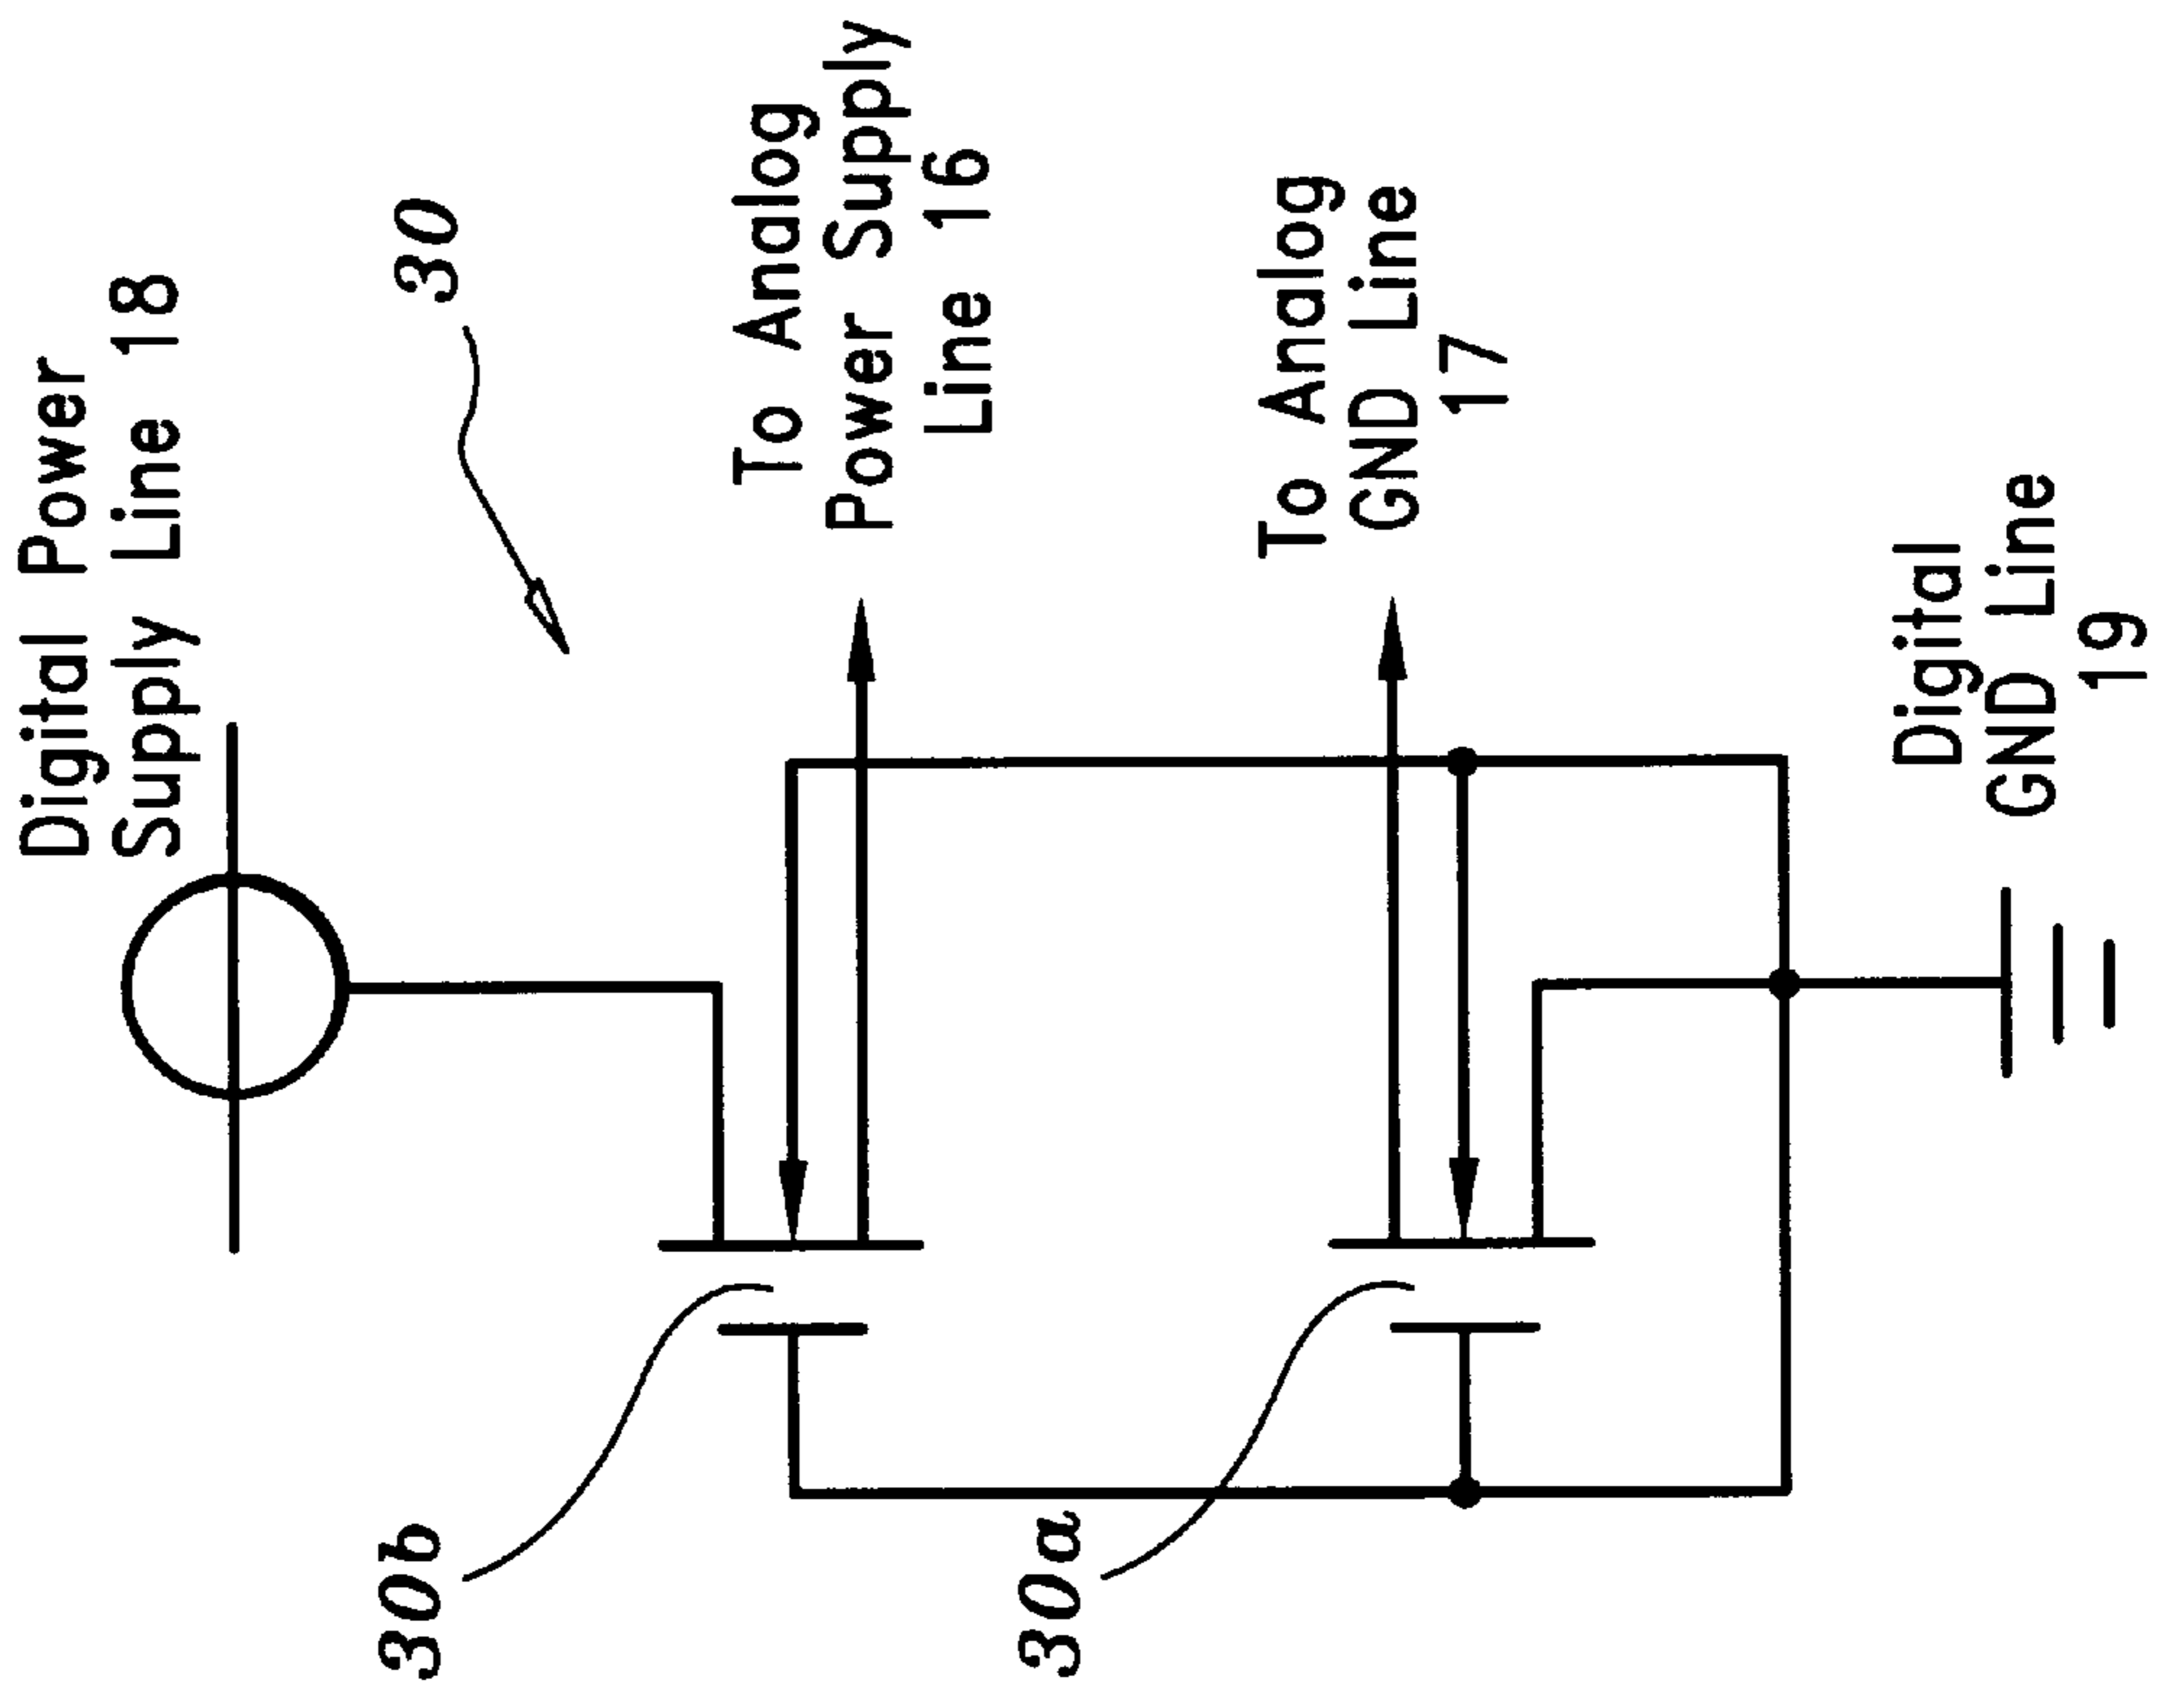 Digital Power
Supply Line 18
30
To Analog
Power Supply
Line 16
To Analog
GND Line
17
Digital
GND Line
19
30b
30a